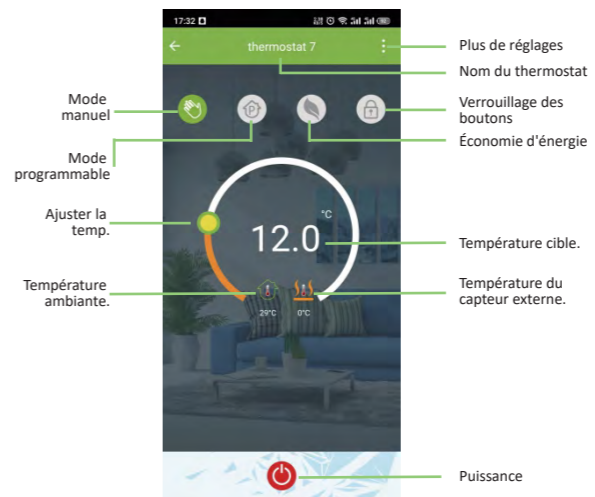 17:32
thermostat 7
Plus de réglages
Nom du thermostat
Mode
manuel
Verrouillage des
boutons
P
Économie d'énergie
Mode
programmable
Ajuster la
temp.
°C
12.0
Température cible.
Température
ambiante.
Température du
capteur externe.
29°C
0°C
Puissance